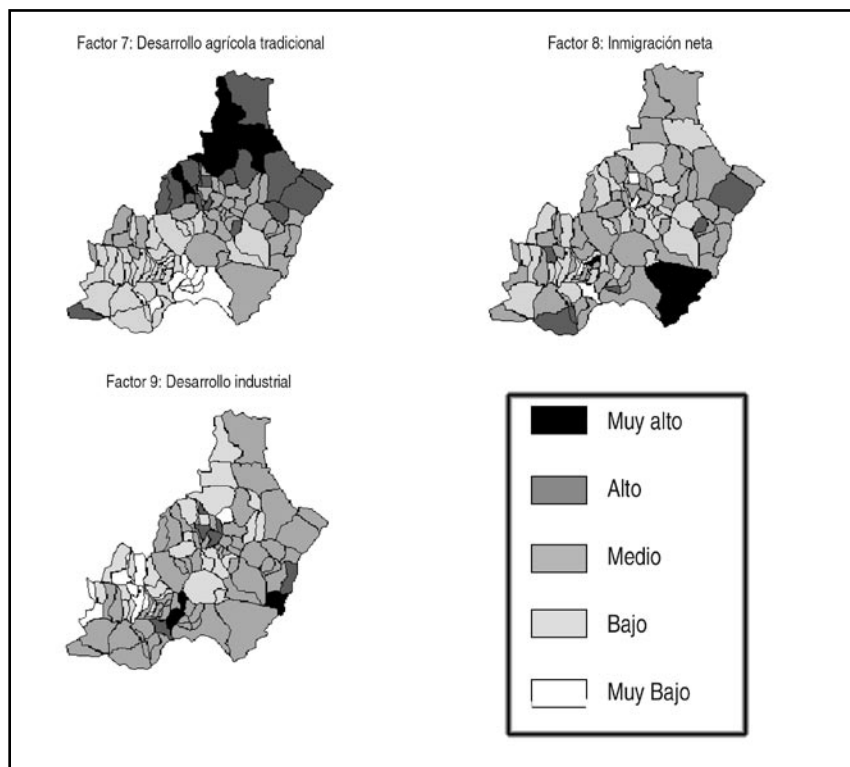 Factor 7: Desarrollo agrícola tradicional
Factor 8: Inmigración neta
Factor 9: Desarrollo industrial
Muy alto
Alto
Medio
Bajo
Muy Bajo